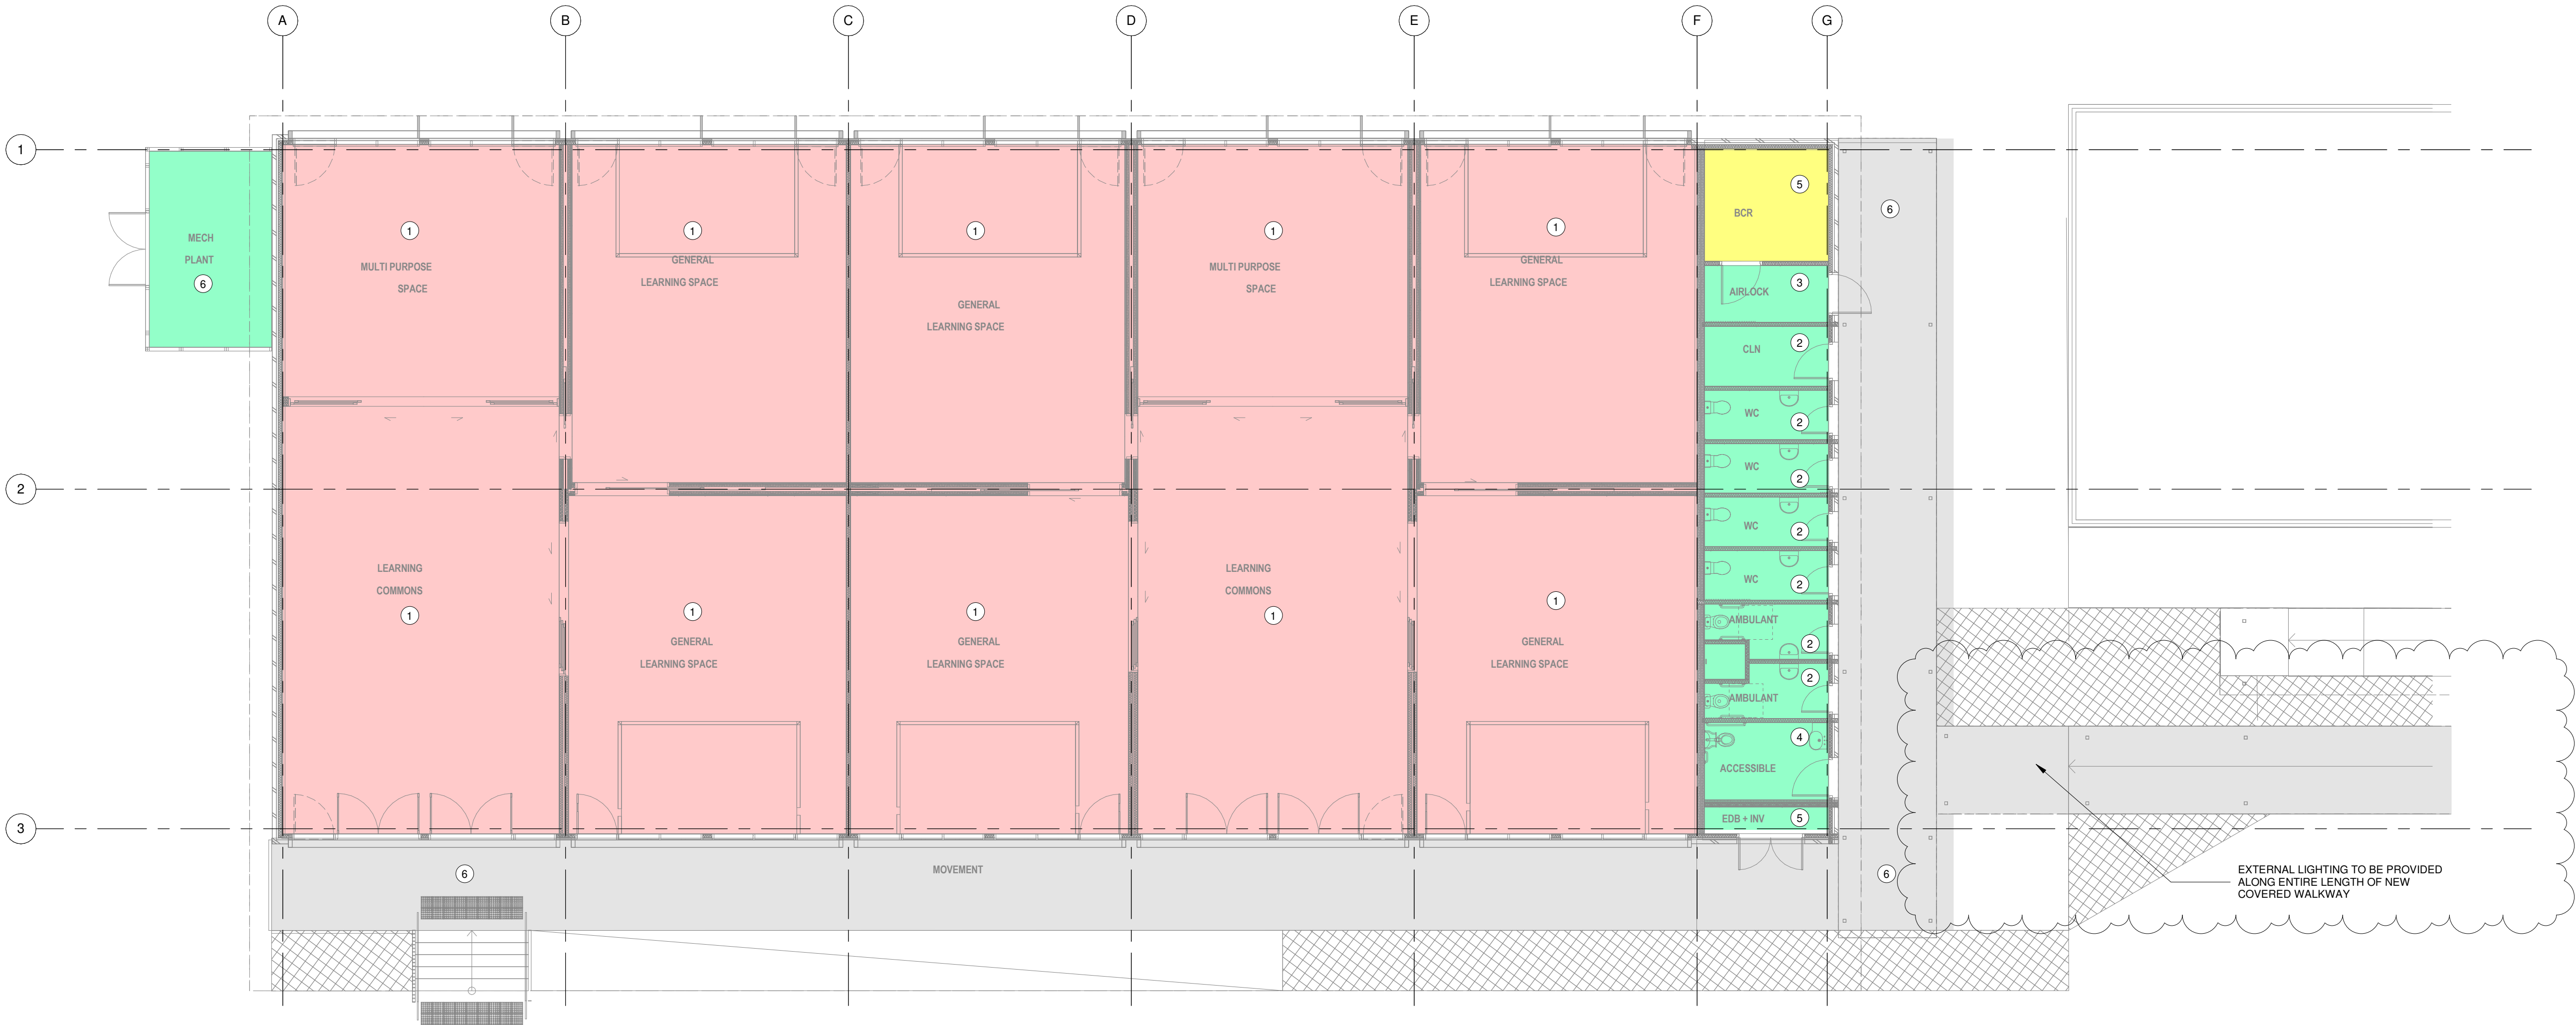 A
B
C
D
E
F
G
1
2
3
MECH
PLANT
6
1
MULTI PURPOSE
SPACE
1
GENERAL
LEARNING SPACE
1
GENERAL
LEARNING SPACE
1
MULTI PURPOSE
SPACE
1
GENERAL
LEARNING SPACE
5
BCR
6
3
AIRLOCK
2
CLN
WC
2
WC
2
WC
2
WC
2
AMBULANT
2
2
AMBULANT
4
ACCESSIBLE
EDB + INV
5
LEARNING
COMMONS
1
1
GENERAL
LEARNING SPACE
1
GENERAL
LEARNING SPACE
LEARNING
COMMONS
1
1
GENERAL
LEARNING SPACE
6
MOVEMENT
6
EXTERNAL LIGHTING TO BE PROVIDED
ALONG ENTIRE LENGTH OF NEW
COVERED WALKWAY